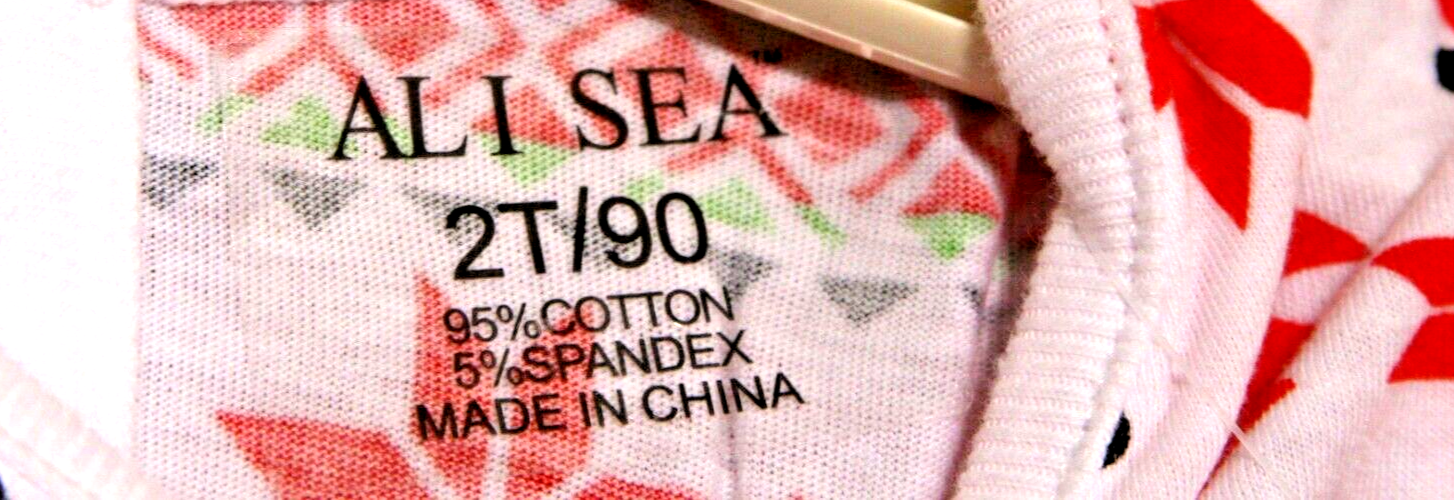 ALI SEA™
2T/90
95%COTTON
5%SPANDEX
MADE IN CHINA